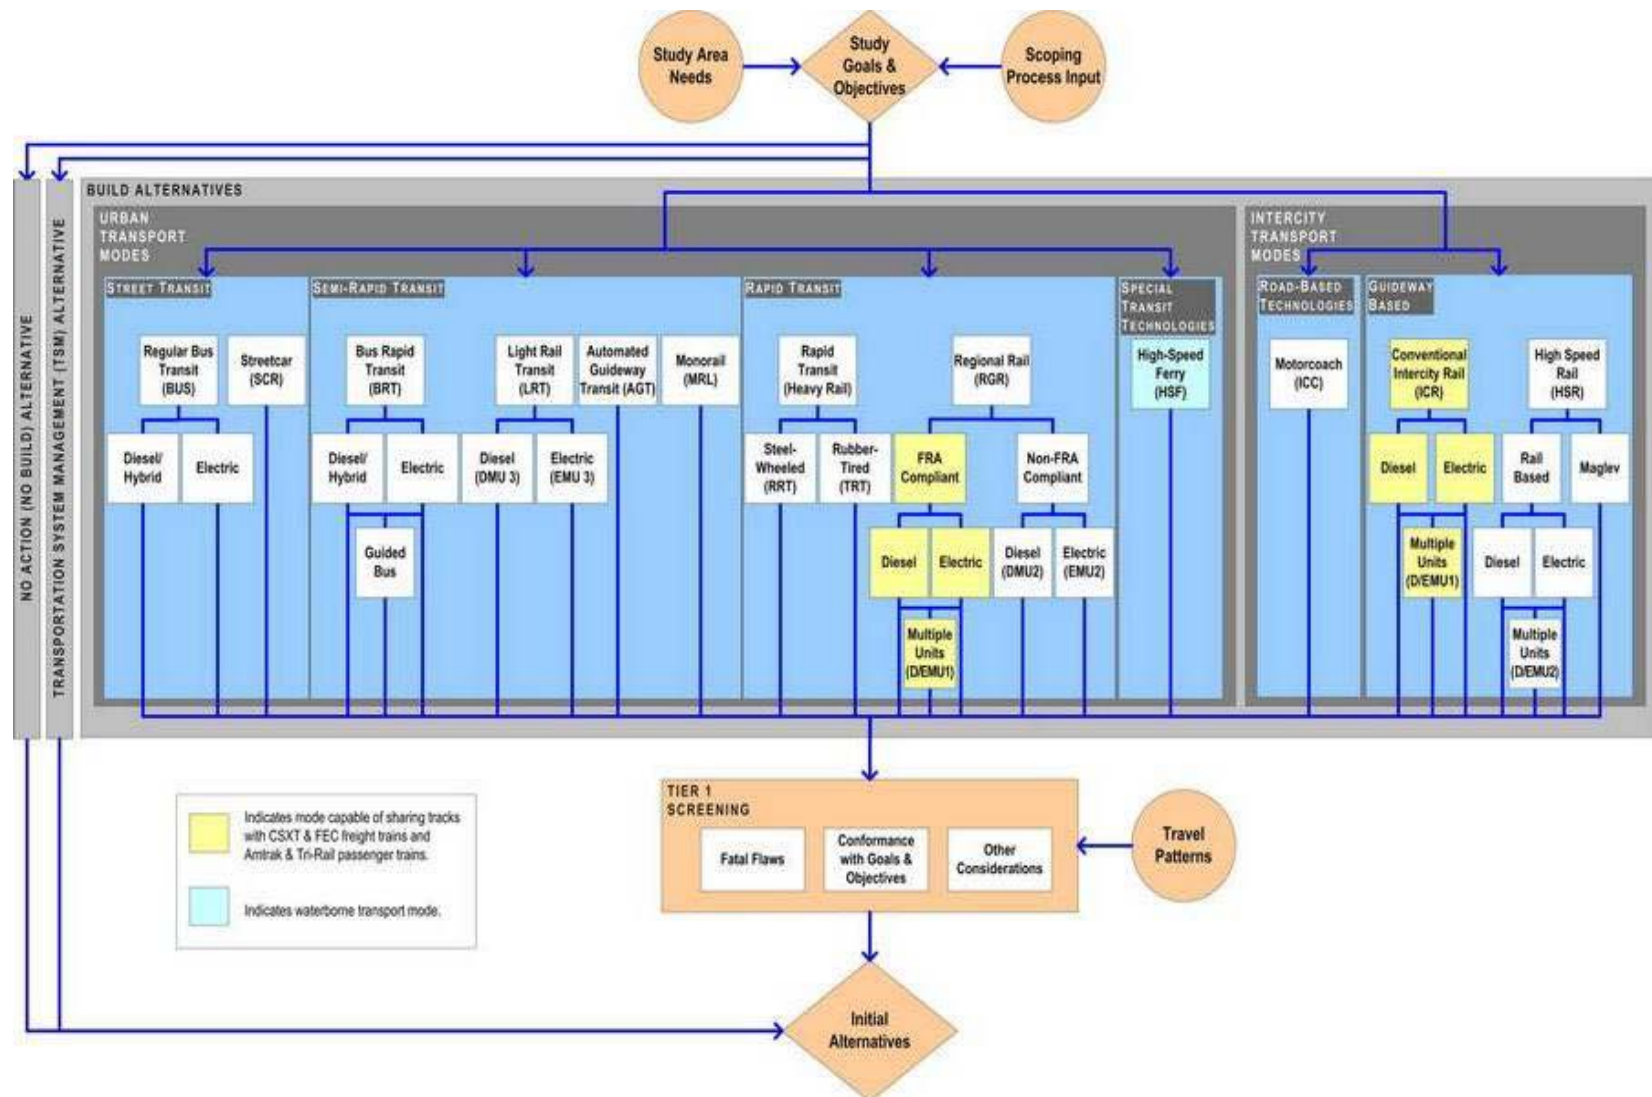 Study Area
Needs
Study
Goals &
Objectives
Scoping
Process Input
NO ACTION (NO BUILD) ALTERNATIVE
TRANSPORTATION SYSTEM MANAGEMENT (TSM) ALTERNATIVE
BUILD ALTERNATIVES
URBAN
TRANSPORT
MODES
INTERCITY
TRANSPORT
MODES
STREET TRANSIT
SEMI-RAPID TRANSIT
RAPID TRANSIT
SPECIAL
TRANSIT
TECHNOLOGIES
ROAD-BASED
TECHNOLOGIES
GUIDEWAY
BASED
Regular Bus
Transit
(BUS)
Streetcar
(SCR)
Bus Rapid
Transit
(BRT)
Light Rail
Transit
(LRT)
Automated
Guideway
Transit (AGT)
Monorail
(MRL)
Rapid
Transit
(Heavy Rail)
Regional Rail
(RGR)
High-Speed
Ferry
(HSF)
Motorcoach
(ICC)
Conventional
Intercity Rail
(ICR)
High Speed
Rail
(HSR)
Diesel/
Hybrid
Electric
Diesel/
Hybrid
Electric
Diesel
(DMU 3)
Electric
(EMU 3)
Steel-
Wheeled
(RRT)
Rubber-
Tired
(TRT)
FRA
Compliant
Non-FRA
Compliant
Diesel
Electric
Rail
Based
Maglev
Guided
Bus
Diesel
Electric
Diesel
(DMU2)
Electric
(EMU2)
Multiple
Units
(D/EMU1)
Diesel
Electric
Multiple
Units
(D/EMU1)
Multiple
Units
(D/EMU2)
TIER 1
SCREENING
Fatal Flaws
Conformance
with Goals &
Objectives
Other
Considerations
Travel
Patterns
Indicates mode capable of sharing tracks
with CSXT & FEC freight trains and
Amtrak & Tri-Rail passenger trains.
Indicates waterborne transport mode.
Initial
Alternatives